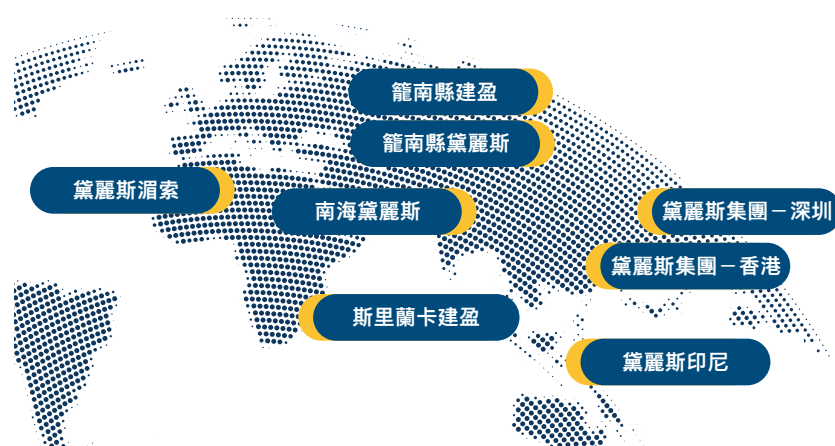 籠南縣建盈
籠南縣黛麗斯
黛麗斯湄索
南海黛麗斯
黛麗斯集團－深圳
黛麗斯集團－香港
斯里蘭卡建盈
黛麗斯印尼